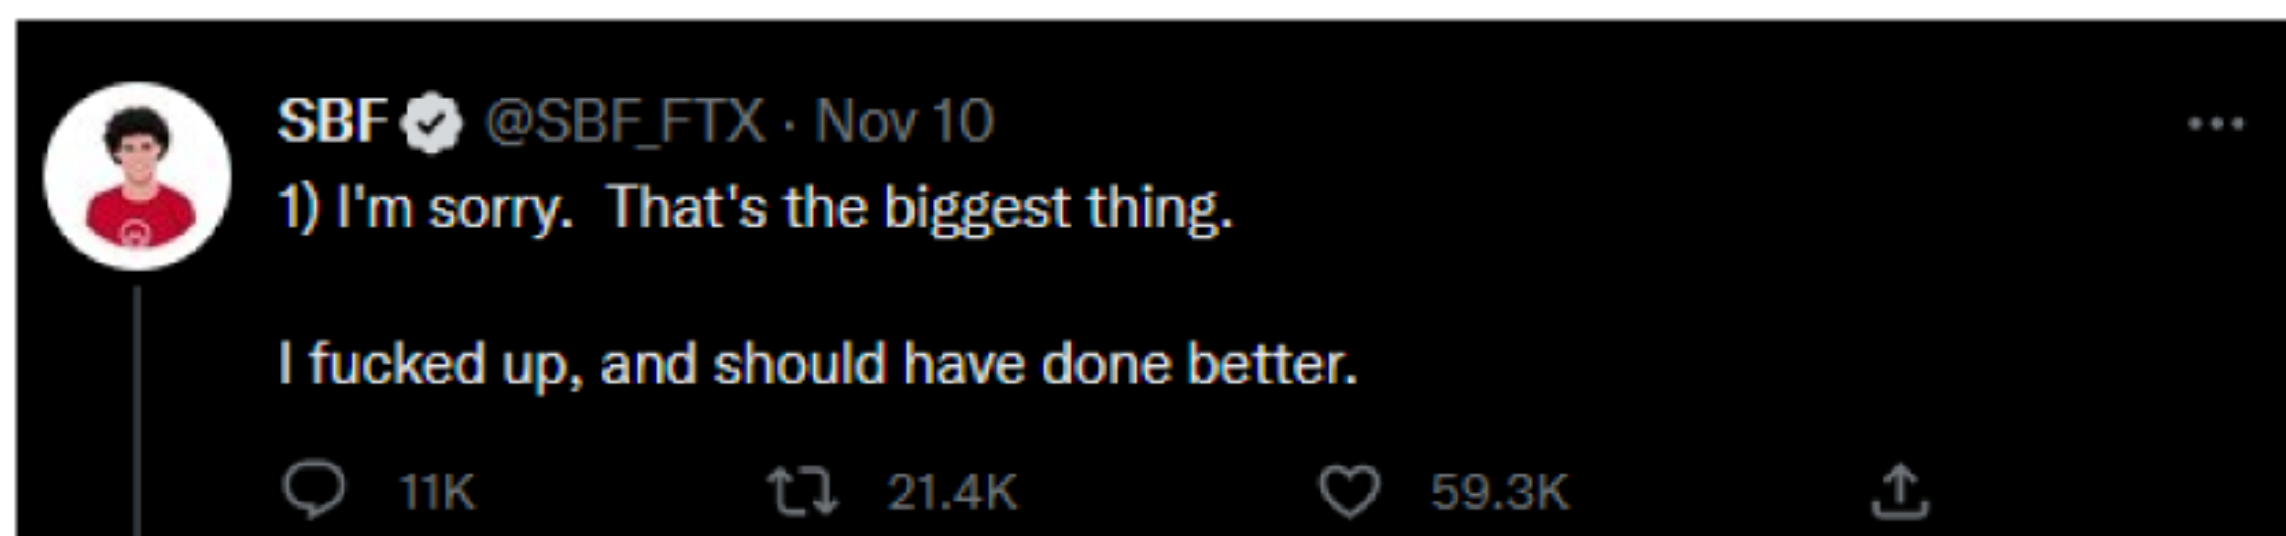 SBF @SBF_FTX · Nov 10
1) I'm sorry.  That's the biggest thing.
I fucked up, and should have done better.
11K 21.4K 59.3K